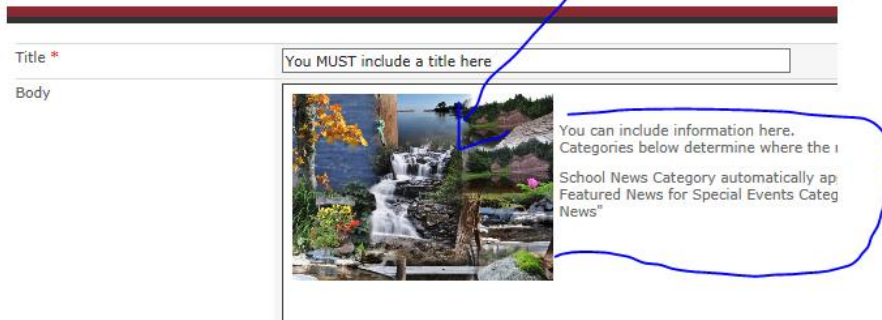 Title *
You MUST include a title here
Body
You can include information here.
Categories below determine where the
School News Category automatically
Featured News for Special Events
News"